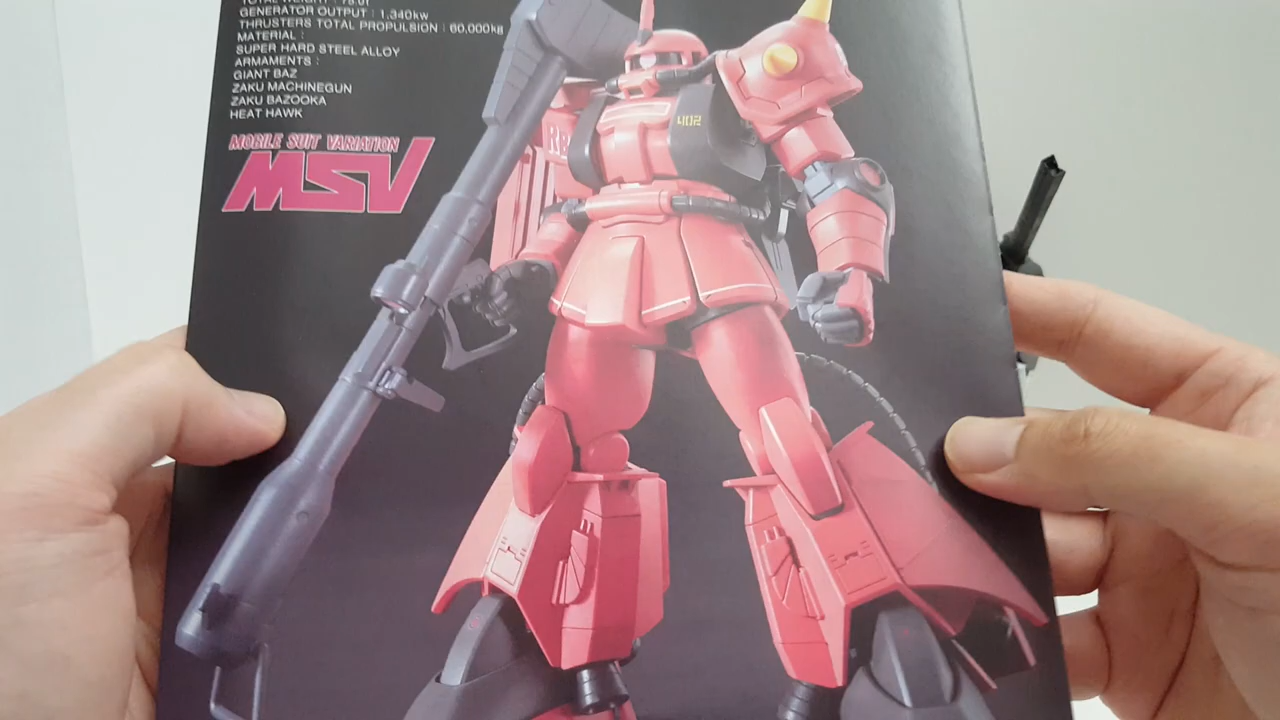 GENERATOR OUTPUT : 1,340kw
THRUSTERS TOTAL PROPULSION : 60,000kg
MATERIAL :
SUPER HARD STEEL ALLOY
ARMAMENTS :
GIANT BAZ
ZAKU MACHINEGUN
ZAKU BAZOOKA
HEAT HAWK
MOBILE SUIT VARIATION
MSV
402